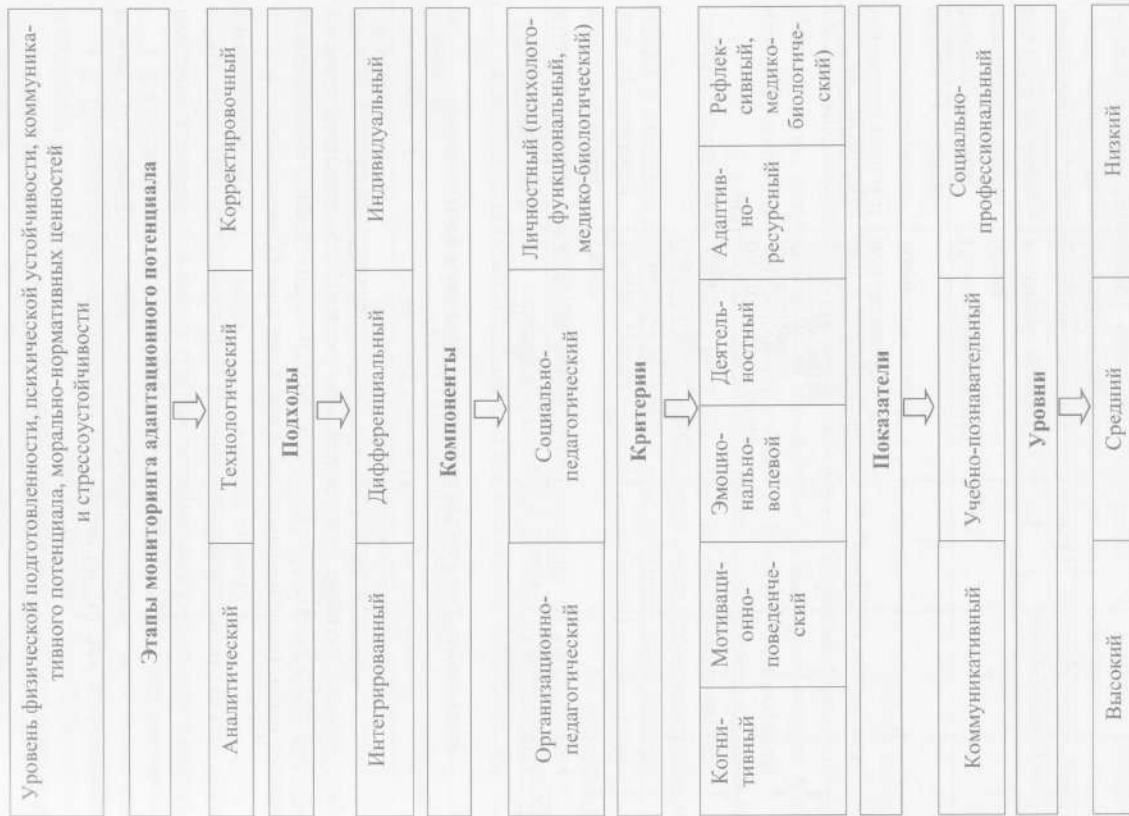 Уровень физической подготовленности, психической устойчивости, коммуника-
тивного потенциала, морально-нормативных ценностей
и стрессоустойчивости
Этапы мониторинга адаптационного потенциала
Аналитический
Технологический
Корректировочный
Подходы
Интегрированный
Дифференциальный
Индивидуальный
Компоненты
Организационно-
педагогический
Социально-
педагогический
Личностный (психолого-
функциональный,
медико-биологический)
Критерии
Когни-
тивный
Мотиваци-
онно-
поведенче-
ский
Эмоцио-
нально-
волевой
Деятель-
ностный
Адаптив-
но-
ресурсный
Рефлек-
сивный,
медико-
биологиче-
ский)
Показатели
Коммуникативный
Учебно-познавательный
Социально-
профессиональный
Уровни
Высокий
Средний
Низкий